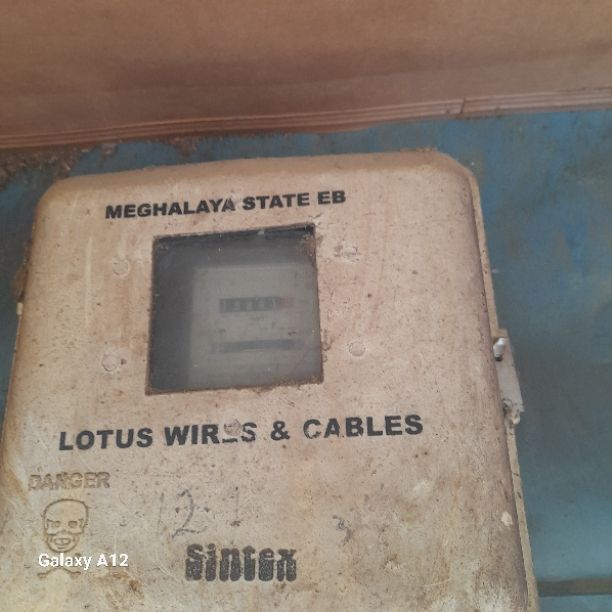 MEGHALAYA STATE EB
LOTUS WIRES & CABLES
DANGER
Sintex
Galaxy A12